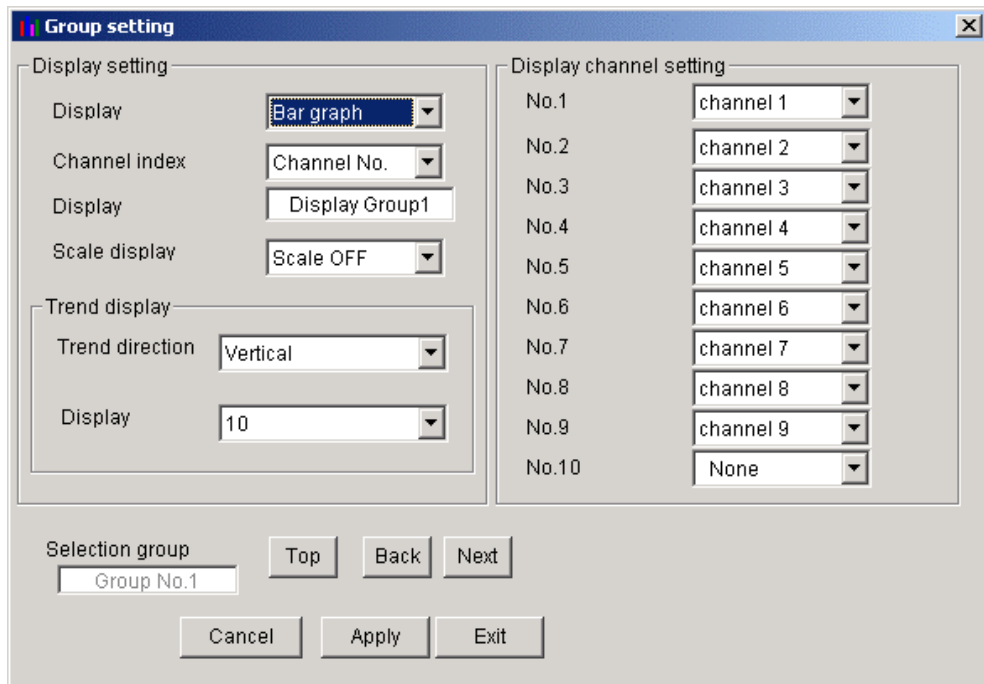 Group setting
Display setting
Display
Bar graph
Channel index
Channel No.
Display
Display Group1
Scale display
Scale OFF
Trend display
Trend direction
Vertical
Display
10
Display channel setting
No.1
channel 1
No.2
channel 2
No.3
channel 3
No.4
channel 4
No.5
channel 5
No.6
channel 6
No.7
channel 7
No.8
channel 8
No.9
channel 9
No.10
None
Selection group
Group No.1
Top
Back
Next
Cancel
Apply
Exit